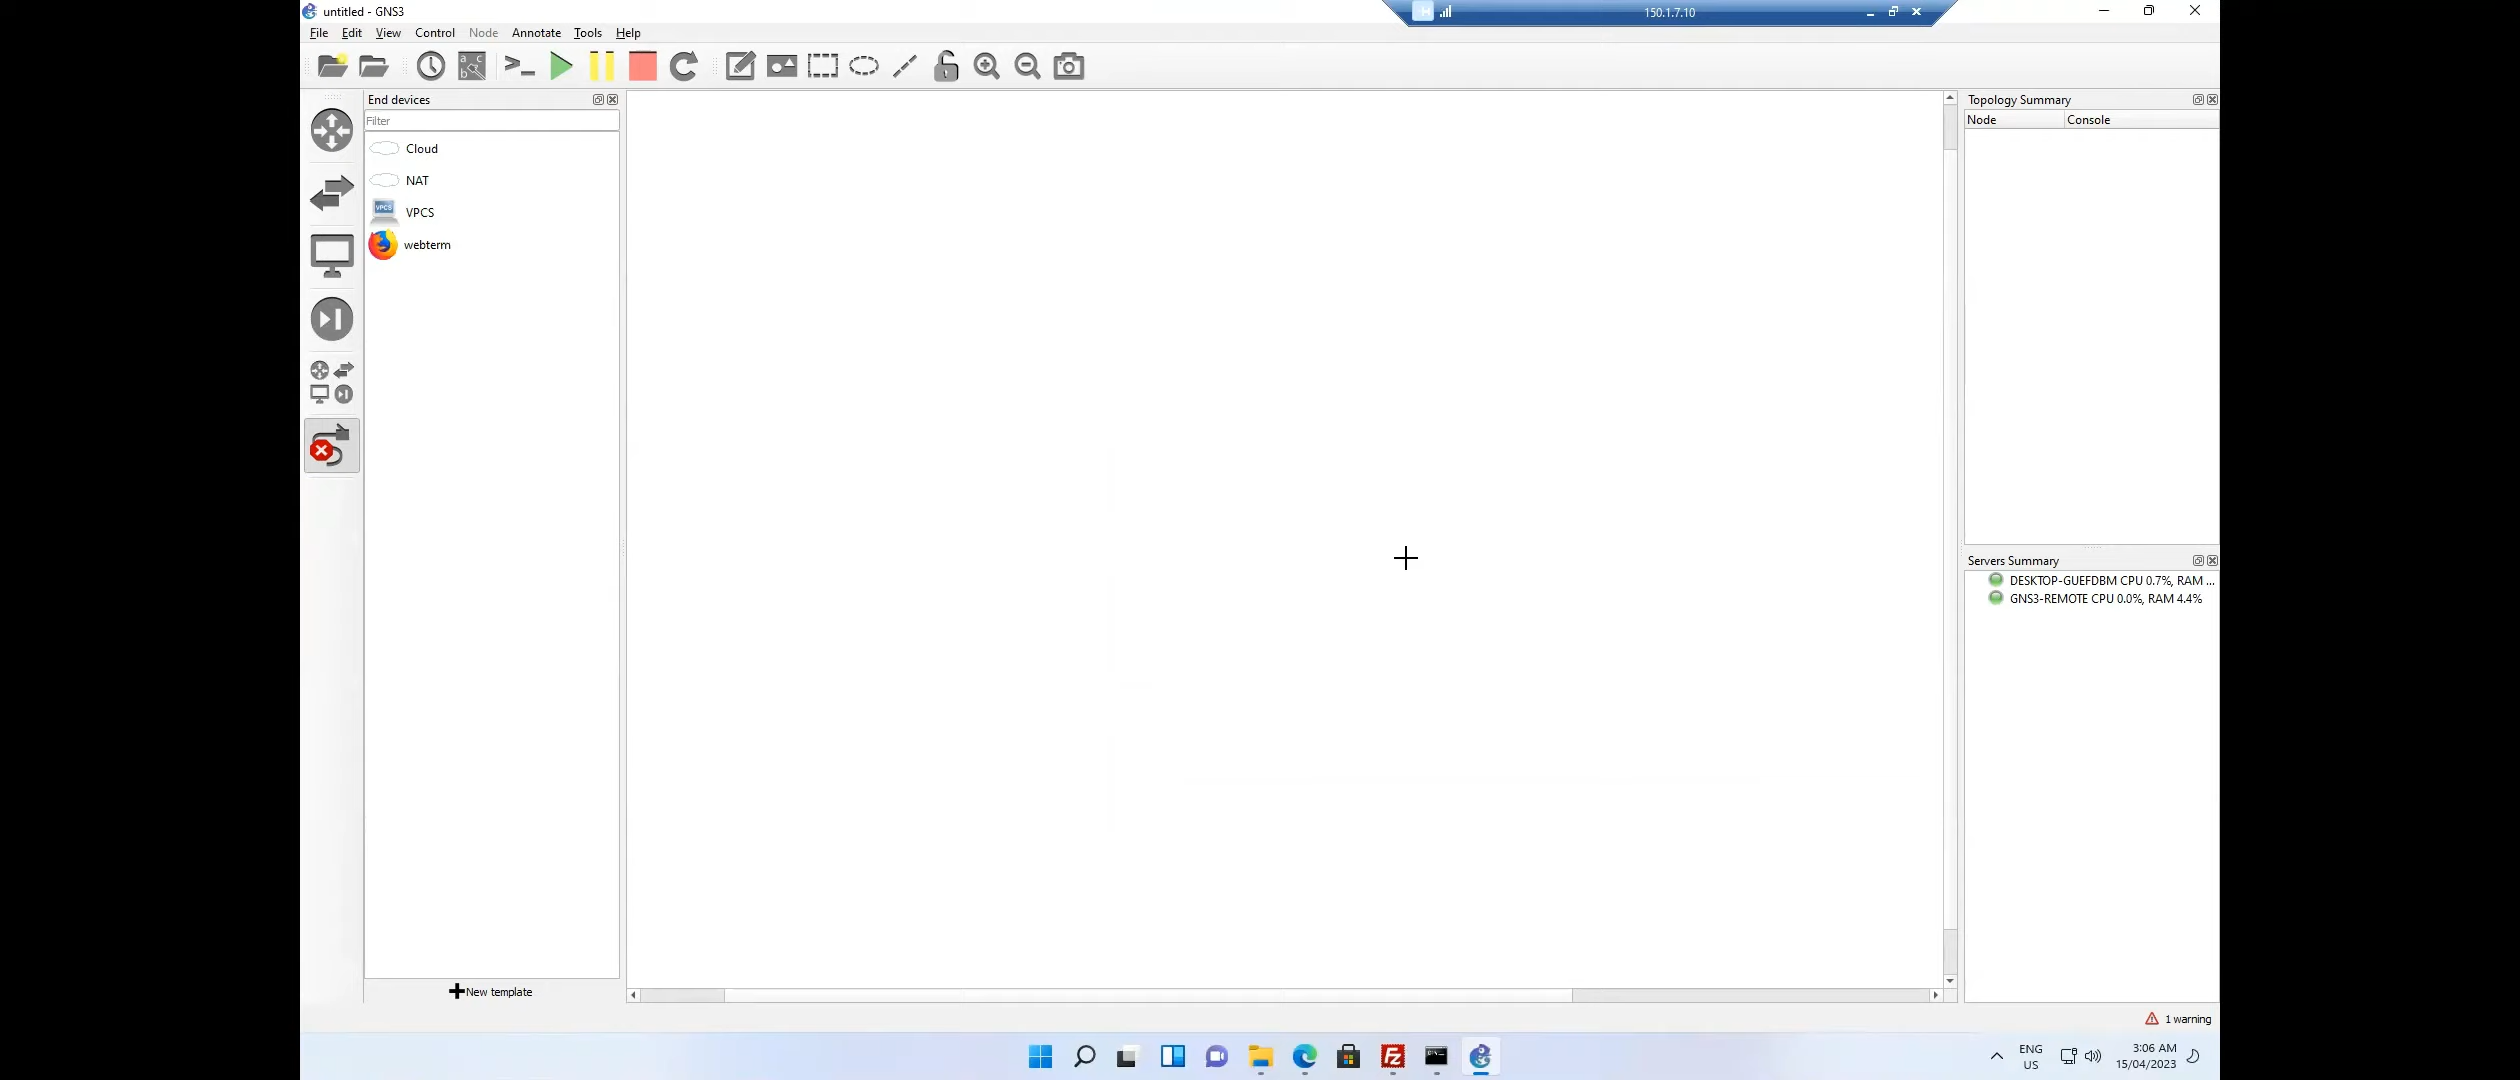 untitled - GNS3
150.1.7.10
File Edit View Control Node Annotate Tools Help
End devices
Filter
Cloud
NAT
VPCS
VPCS
webterm
New template
Topology Summary
Node Console
Servers Summary
DESKTOP-GUEFDBM CPU 0.7%, RAM ...
GNS3-REMOTE CPU 0.0%, RAM 4.4%
1 warning
ENG
US
3:06 AM
15/04/2023